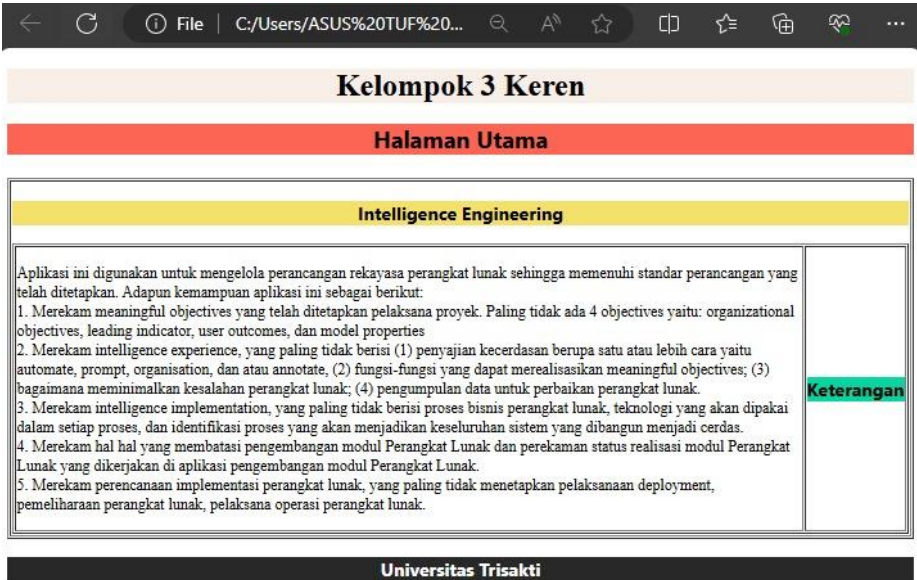 File
C:/Users/ASUS%20TUF%20...
Kelompok 3 Keren
Halaman Utama
Intelligence Engineering
Aplikasi ini digunakan untuk mengelola perancangan rekayasa perangkat lunak sehingga memenuhi standar perancangan yang
telah ditetapkan. Adapun kemampuan aplikasi ini sebagai berikut:
1. Merekam meaningful objectives yang telah ditetapkan pelaksana proyek. Paling tidak ada 4 objectives yaitu: organizational
objectives, leading indicator, user outcomes, dan model properties
2. Merekam intelligence experience, yang paling tidak berisi (1) penyajian kecerdasan berupa satu atau lebih cara yaitu
automate, prompt, organisation, dan atau annotate, (2) fungsi-fungsi yang dapat merealisasikan meaningful objectives; (3)
bagaimana meminimalkan kesalahan perangkat lunak; (4) pengumpulan data untuk perbaikan perangkat lunak.
3. Merekam intelligence implementation, yang paling tidak berisi proses bisnis perangkat lunak, teknologi yang akan dipakai
dalam setiap proses, dan identifikasi proses yang akan menjadikan keseluruhan sistem yang dibangun menjadi cerdas.
4. Merekam hal hal yang membatasi pengembangan modul Perangkat Lunak dan perekaman status realisasi modul Perangkat
Lunak yang dikerjakan di aplikasi pengembangan modul Perangkat Lunak.
5. Merekam perencanaan implementasi perangkat lunak, yang paling tidak menetapkan pelaksanaan deployment,
pemeliharaan perangkat lunak, pelaksana operasi perangkat lunak.
Keterangan
Universitas Trisakti